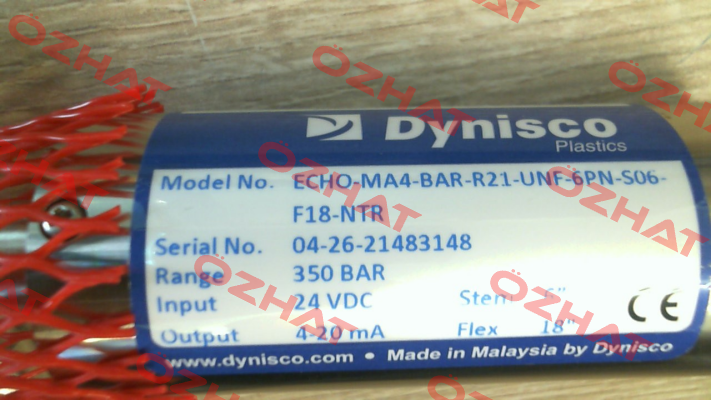 Dynisco
Plastics
Model No. ECHO-MA4-BAR-R21-UNF-6PN-S06-
F18-NTR
Serial No. 04-26-21483148
Range 350 BAR
Input 24 VDC Stem 6"
Output 4-20 mA Flex 18"
CE
www.dynisco.com • Made in Malaysia by Dynisco
ÖZHAT
ÖZHAT
ÖZHAT
ÖZHAT
ÖZHAT
ÖZHAT
ÖZHAT
ÖZHAT